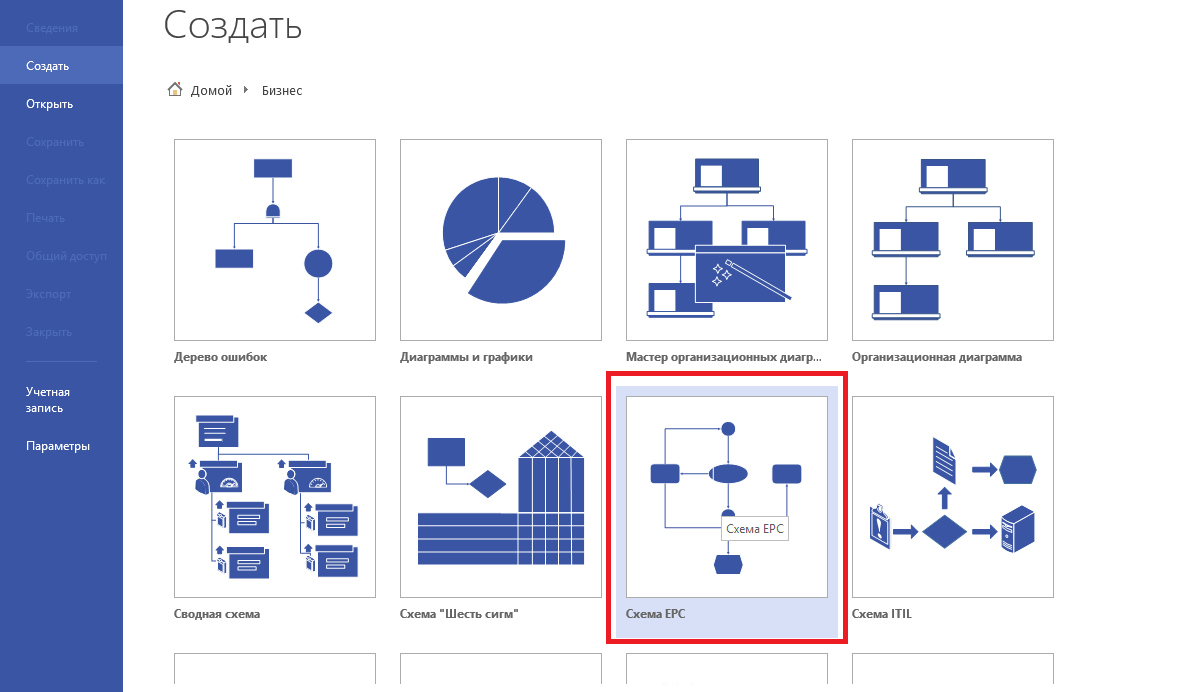 Сведения
Создать
Открыть
Сохранить
Сохранить как
Печать
Общий доступ
Экспорт
Закрыть
Учетная
запись
Параметры
Создать
Домой Бизнес
Дерево ошибок
Диаграммы и графики
Мастер организационных диагр...
Организационная диаграмма
Схема EPC
Сводная схема
Схема "Шесть сигм"
Схема EPC
Схема ITIL